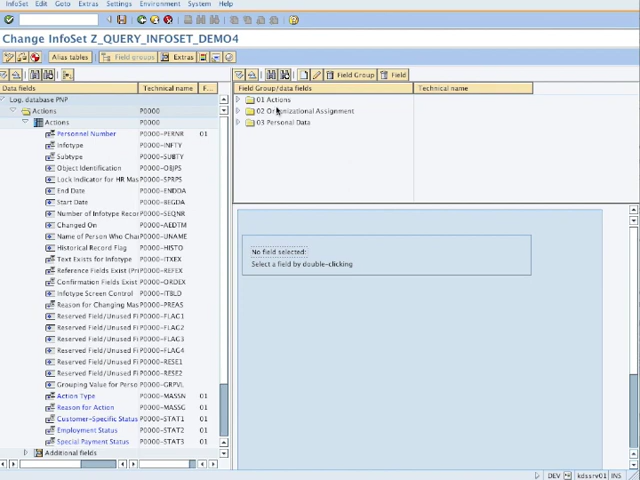 InfoSet Edit Goto Extras Settings Environment System Help
Change InfoSet Z_QUERY_INFOSET_DEMO4
Alias tables Field groups Extras
Field Group Field
Data fields Technical name F...
Log. database PNP
Actions P0000
Actions P0000
Personnel Number P0000-PERNR 01
Infotype P0000-INFTY
Subtype P0000-SUBTY
Object Identification P0000-OBJPS
Lock Indicator for HR Mas P0000-SPRPS
End Date P0000-ENDDA
Start Date P0000-BEGDA
Number of Infotype Recor P0000-SEQNR
Changed On P0000-AEDTM
Name of Person Who Chan P0000-UNAME
Historical Record Flag P0000-HISTO
Text Exists for Infotype P0000-ITXEX
Reference Fields Exist (Pri P0000-REFEX
Confirmation Fields Exist P0000-ORDEX
Infotype Screen Control P0000-ITBLD
Reason for Changing Mas P0000-PREAS
Reserved Field/Unused Fi P0000-FLAG1
Reserved Field/Unused Fi P0000-FLAG2
Reserved Field/Unused Fi P0000-FLAG3
Reserved Field/Unused Fi P0000-FLAG4
Reserved Field/Unused Fi P0000-RESE1
Reserved Field/Unused Fi P0000-RESE2
Grouping Value for Perso P0000-GRPVL
Action Type P0000-MASSN 01
Reason for Action P0000-MASSG 01
Customer-Specific Status P0000-STAT1 01
Employment Status P0000-STAT2 01
Special Payment Status P0000-STAT3 01
Additional fields
Field Group/data fields Technical name
01 Actions
02 Organizational Assignment
03 Personal Data
No field selected:
Select a field by double-clicking
DEV kdssrv01 INS